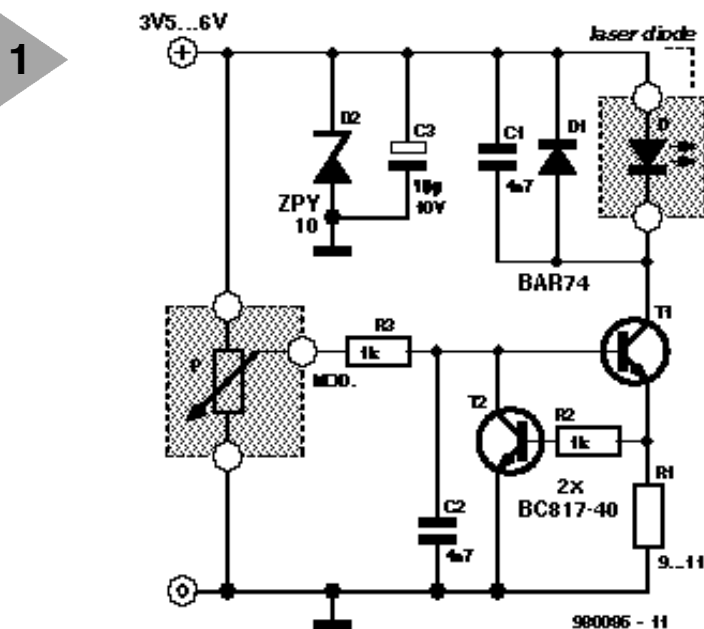 1
3V5...6V
laser diode
D2
C3
10µ
10V
ZPY
10
C1
4n7
D1
D
BAR74
T1
R3
1k
P
MOD.
T2
R2
1k
2X
BC817-40
R1
9...11
C2
4n7
980086 - 11